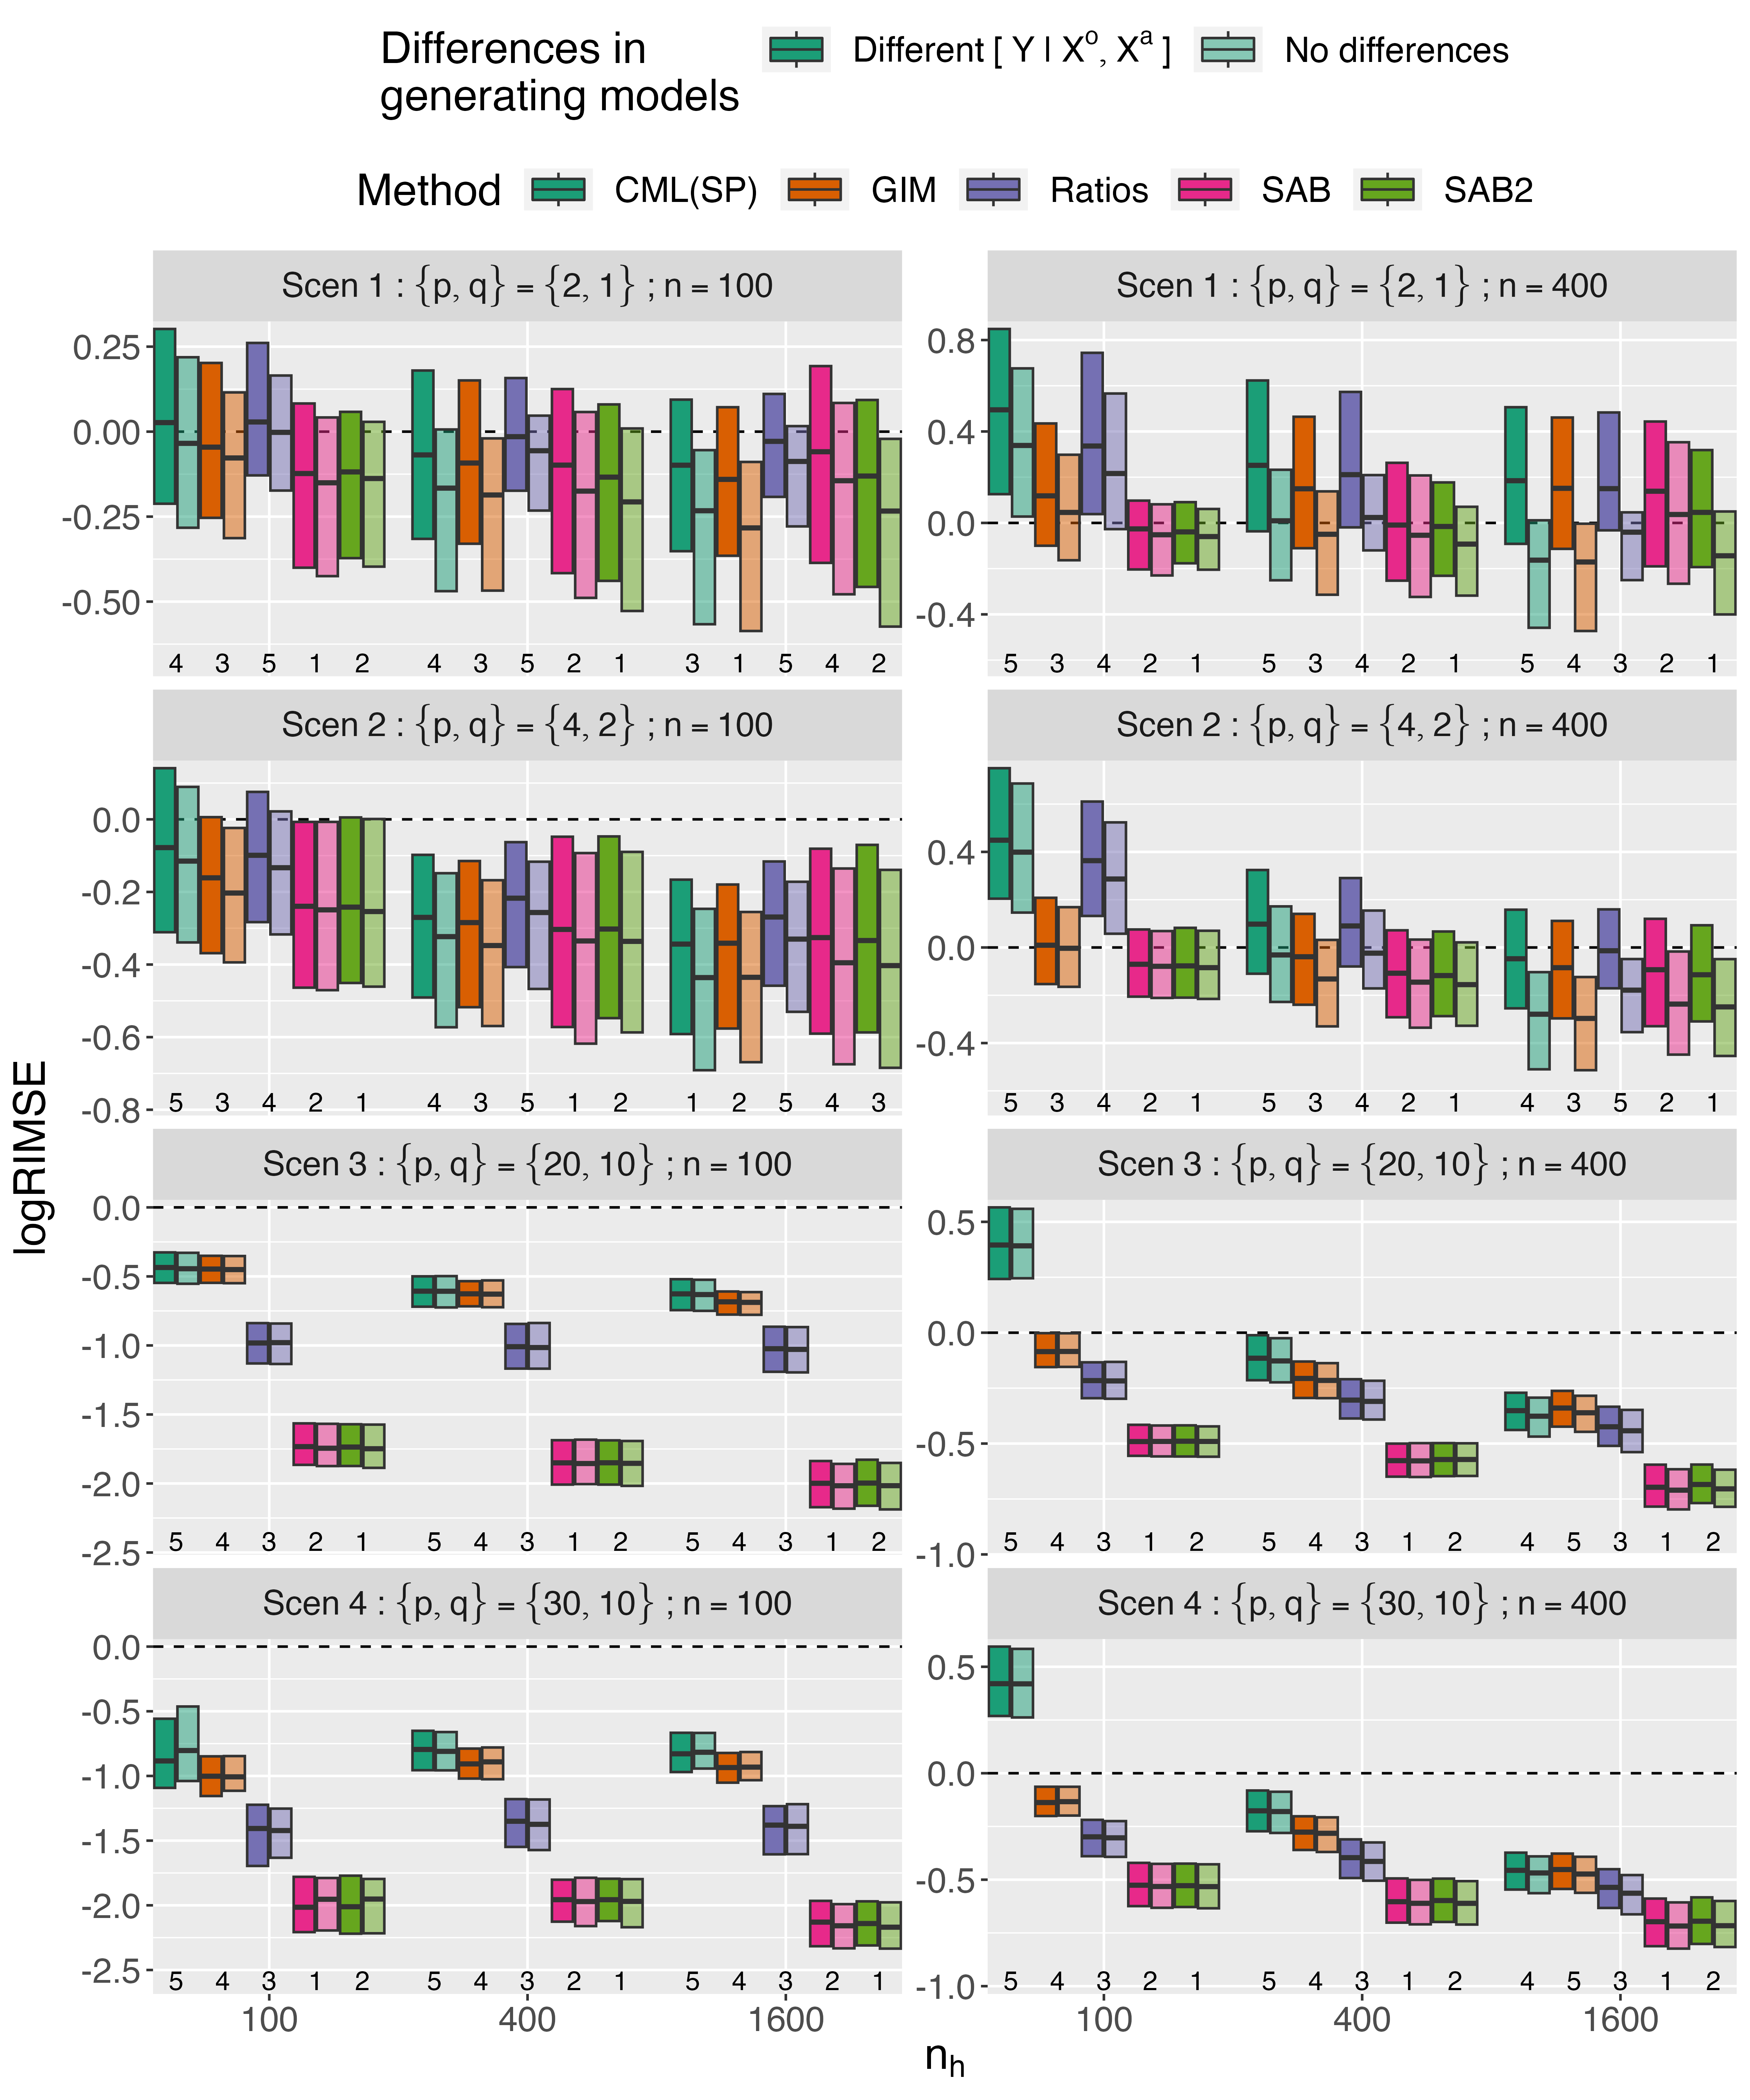 Differences in
generating models
Different [ Y | Xᵒ, Xᵃ ]
No differences
Method
CML(SP)
GIM
Ratios
SAB
SAB2
logRIMSE
Scen 1 : {p, q} = {2, 1} ; n = 100
0.25
0.00
-0.25
-0.50
4 3 5 1 2 4 3 5 2 1 3 1 5 4 2
Scen 1 : {p, q} = {2, 1} ; n = 400
0.8
0.4
0.0
-0.4
5 3 4 2 1 5 3 4 2 1 5 4 3 2 1
Scen 2 : {p, q} = {4, 2} ; n = 100
0.0
-0.2
-0.4
-0.6
-0.8
5 3 4 2 1 4 3 5 1 2 1 2 5 4 3
Scen 2 : {p, q} = {4, 2} ; n = 400
0.4
0.0
-0.4
5 3 4 2 1 5 3 4 2 1 4 3 5 2 1
Scen 3 : {p, q} = {20, 10} ; n = 100
0.0
-0.5
-1.0
-1.5
-2.0
-2.5
5 4 3 2 1 5 4 3 1 2 5 4 3 1 2
Scen 3 : {p, q} = {20, 10} ; n = 400
0.5
0.0
-0.5
-1.0
5 4 3 1 2 5 4 3 1 2 4 5 3 1 2
Scen 4 : {p, q} = {30, 10} ; n = 100
0.0
-0.5
-1.0
-1.5
-2.0
-2.5
5 4 3 1 2 5 4 3 2 1 5 4 3 2 1
100 400 1600
Scen 4 : {p, q} = {30, 10} ; n = 400
0.5
0.0
-0.5
-1.0
5 4 3 2 1 5 4 3 1 2 4 5 3 1 2
100 400 1600
nₕ